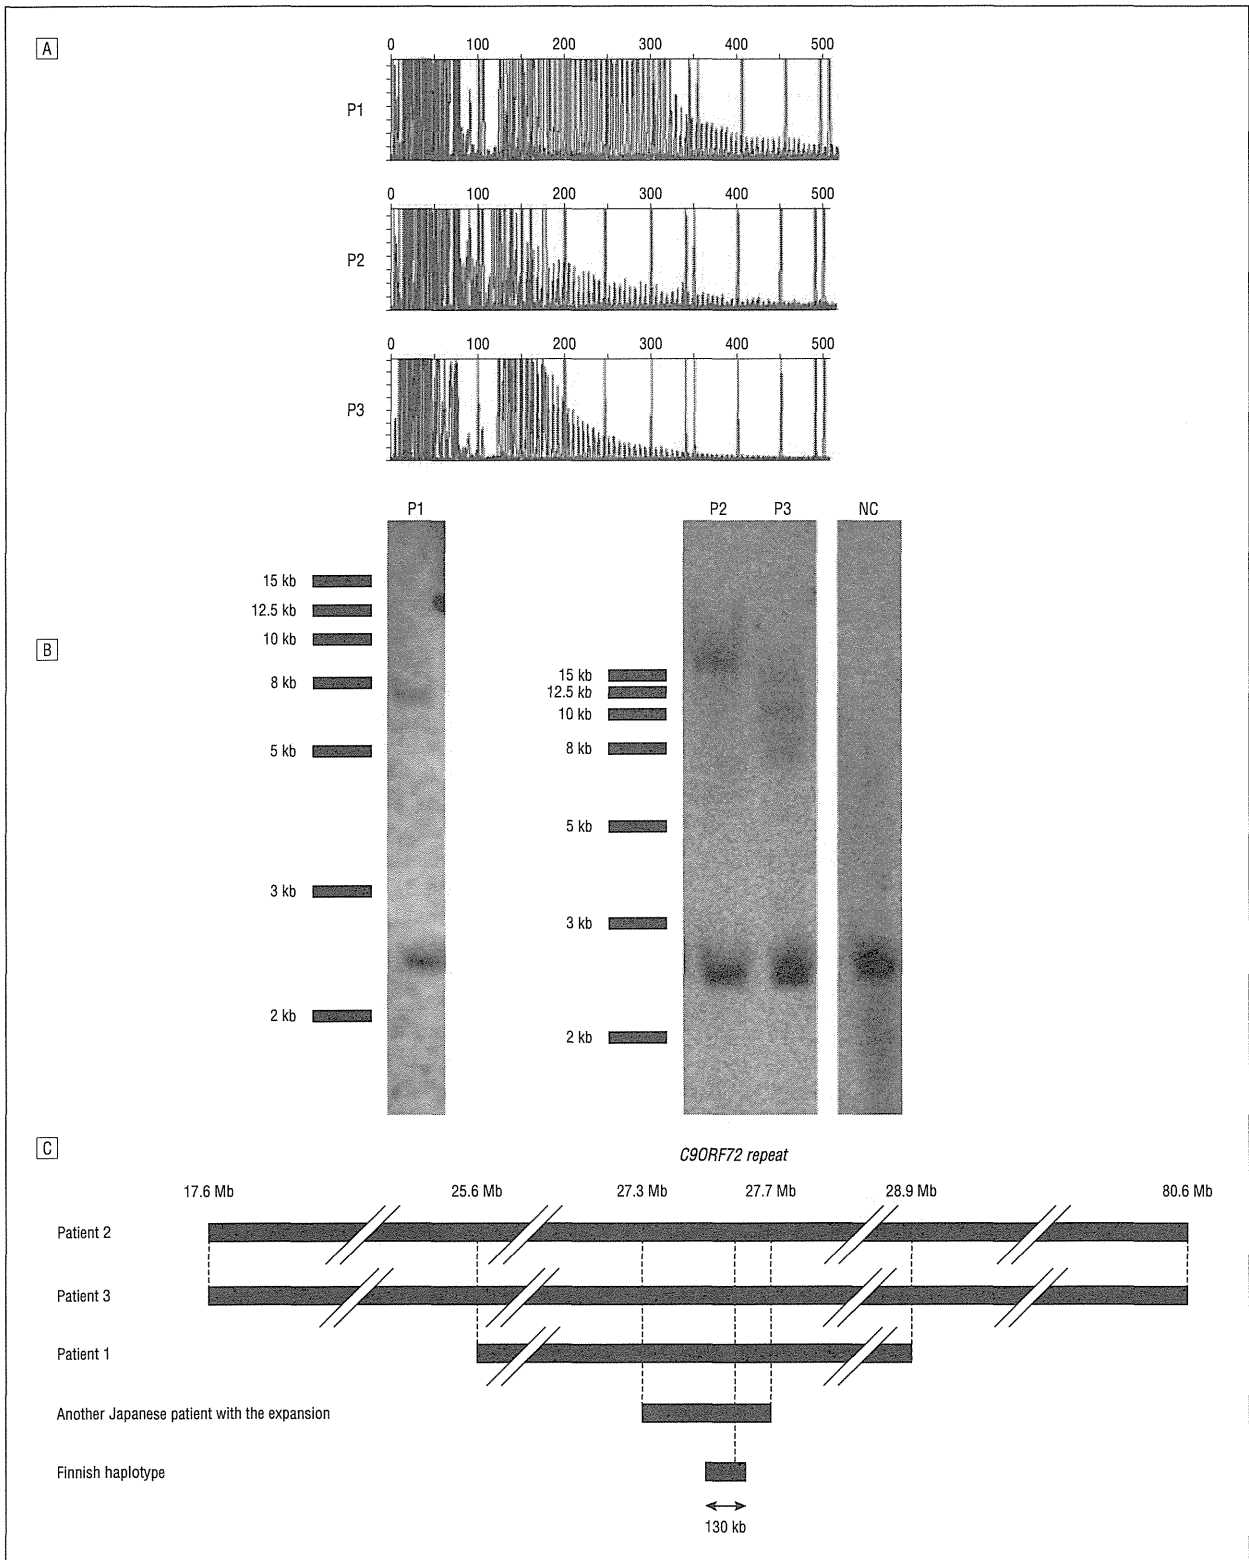 A
0 100 200 300 400 500
P1
0 100 200 300 400 500
P2
0 100 200 300 400 500
P3
B
P1
15 kb
12.5 kb
10 kb
8 kb
5 kb
3 kb
2 kb
P2 P3 NC
15 kb
12.5 kb
10 kb
8 kb
5 kb
3 kb
2 kb
C
C9ORF72 repeat
17.6 Mb 25.6 Mb 27.3 Mb 27.7 Mb 28.9 Mb 80.6 Mb
Patient 2
Patient 3
Patient 1
Another Japanese patient with the expansion
Finnish haplotype
130 kb